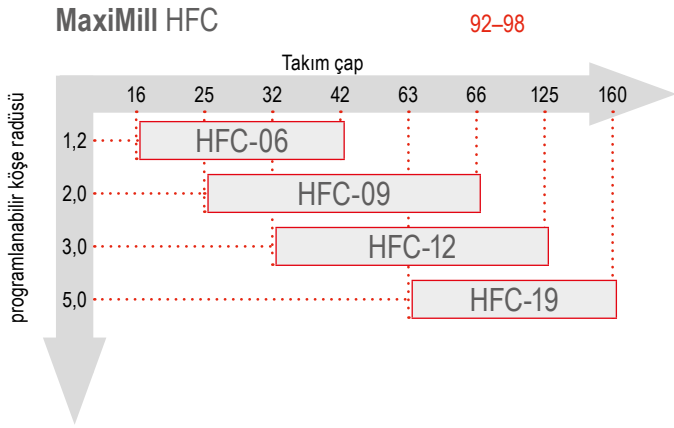 MaxiMill HFC 92–98
Takım çap
16 25 32 42 63 66 125 160
programlanabilir köşe radüsü
1,2 HFC-06
2,0 HFC-09
3,0 HFC-12
5,0 HFC-19